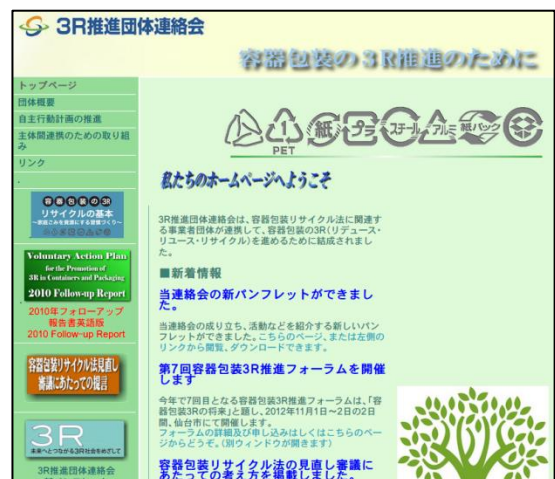 3R推進団体連絡会
容器包装の3R推進のために
トップページ
団体概要
自主行動計画の推進
主体間連携のための取り組
み
リンク
容器包装の3R
リサイクルの基本
Voluntary Action Plan
for the Promotion of
3R in Containers and Packaging
2010 Follow-up Report
2010年フォローアップ
報告書英語版
2010 Follow-up Report
容器包装リサイクル法見直し
審議にあたっての提言
3R
未来へとつながる3R社会をめざして
3R推進団体連絡会
1
PET
紙
プラ
スチール
アルミ
紙パック
私たちのホームページへようこそ
3R推進団体連絡会は、容器包装リサイクル法に関連す
る事業者団体が連携して、容器包装の3R(リデュース・
リユース・リサイクル)を進めるために結成されまし
た。
■新着情報
当連絡会の新パンフレットができまし
た。
当連絡会の成り立ち、活動などを紹介する新しいパン
フレットができました。こちらのページ、または左側の
リンクから閲覧、ダウンロードできます。
第7回容器包装3R推進フォーラムを開催
します
今年で7回目となる容器包装3R推進フォーラムは、「容
器包装3Rの将来」と題し、2012年11月1日~2日の2日
間、仙台市にて開催します。
フォーラムの詳細及び申し込みはしくはこちらのペー
ジからどうぞ。(別ウィンドウが開きます)
容器包装リサイクル法の見直し審議に
あたっての考え方を掲載しました。